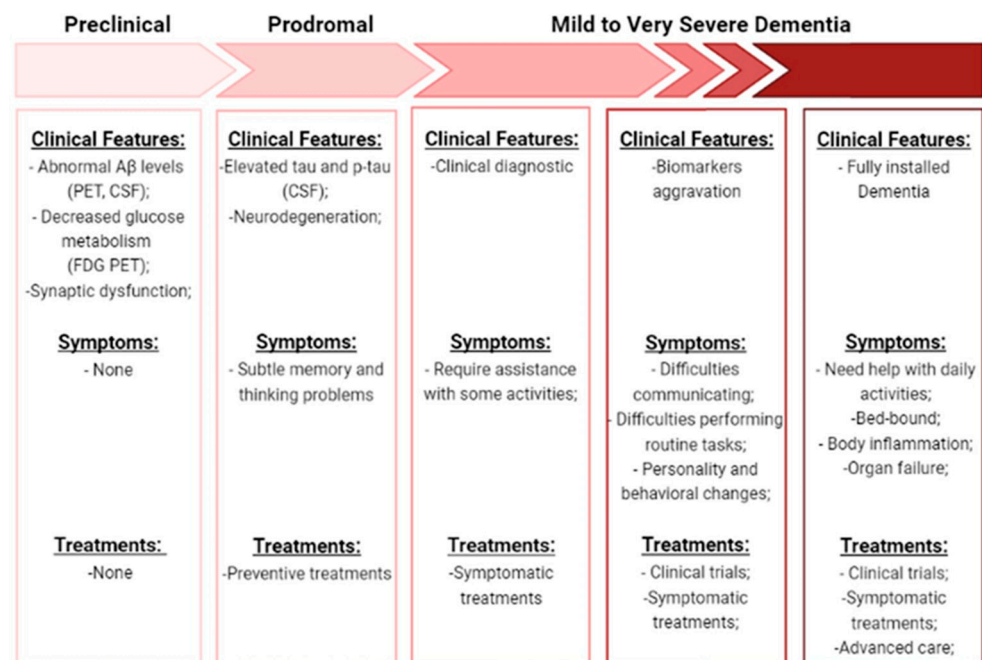 Preclinical
Prodromal
Mild to Very Severe Dementia
Clinical Features:
- Abnormal Aβ levels
(PET, CSF);
- Decreased glucose
metabolism
(FDG PET);
-Synaptic dysfunction;
Symptoms:
- None
Treatments:
-None
Clinical Features:
-Elevated tau and p-tau
(CSF);
-Neurodegeneration;
Symptoms:
- Subtle memory and
thinking problems
Treatments:
-Preventive treatments
Clinical Features:
-Clinical diagnostic
Symptoms:
- Require assistance
with some activities;
Treatments:
-Symptomatic
treatments
Clinical Features:
-Biomarkers
aggravation
Symptoms:
- Difficulties
communicating;
- Difficulties performing
routine tasks;
- Personality and
behavioral changes;
Treatments:
- Clinical trials;
-Symptomatic
treatments;
Clinical Features:
- Fully installed
Dementia
Symptoms:
- Need help with daily
activities;
-Bed-bound;
- Body inflammation;
-Organ failure;
Treatments:
- Clinical trials;
-Symptomatic
treatments;
-Advanced care;